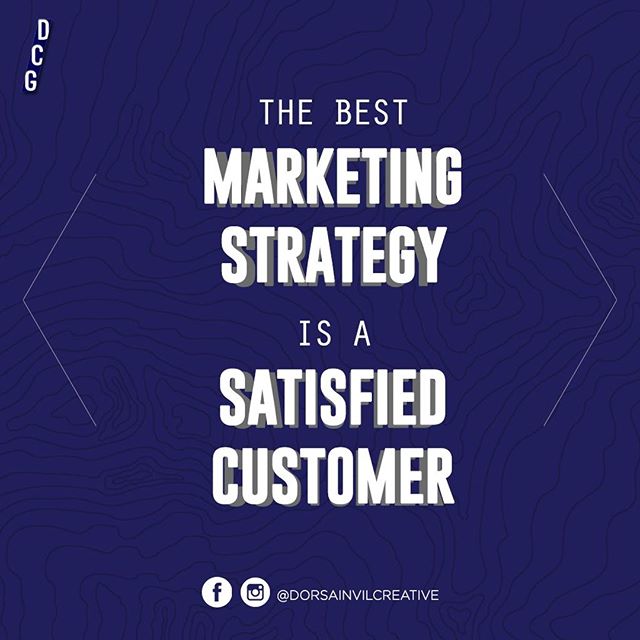 D
C
G
THE BEST
MARKETING
STRATEGY
IS A
SATISFIED
CUSTOMER
@DORSAINVILCREATIVE